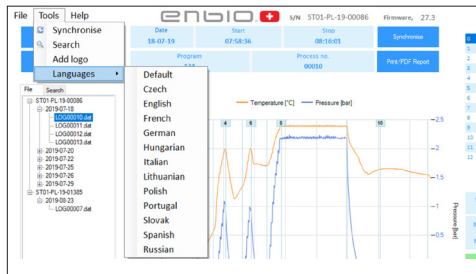 File Tools Help
enbio
S/N ST01-PL-19-00086 Firmware, 27.3
Synchronise
Search
Add logo
Languages
Default
Czech
English
French
German
Hungarian
Italian
Lithuanian
Polish
Portugal
Slovak
Spanish
Russian
Date Start Stop
18-07-19 07:58:36 08:16:01
Synchronise
Program Process no.
134 00010
Print/PDF Report
File Search
ST01-PL-19-00086
2019-07-18
LOG00010.dat
LOG00011.dat
LOG00012.dat
LOG00013.dat
2019-07-20
2019-07-22
2019-07-25
2019-07-26
2019-07-29
ST01-PL-19-01385
2019-08-23
LOG00007.dat
Temperature [°C] Pressure [bar]
4 6 9 10
2.5
2
1.5
1
0.5
Pressure [bar]
0
1
2
3
4
5
6
7
8
9
10
11
12